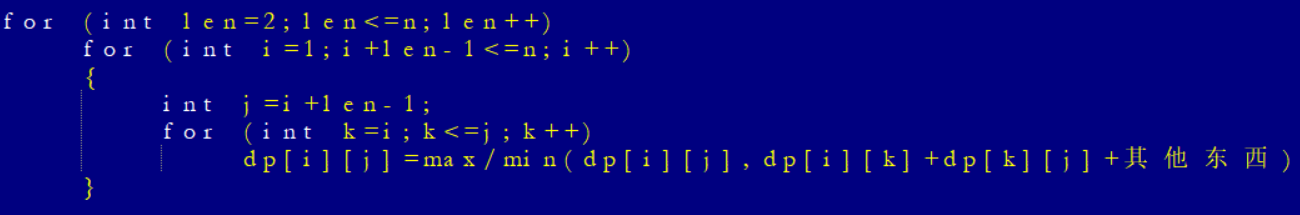 for (int len=2;len<=n;len++)
for (int i=1;i+len-1<=n;i++)
{
int j=i+len-1;
for (int k=i;k<=j;k++)
dp[i][j]=max/min(dp[i][j],dp[i][k]+dp[k][j]+其他东西)
}